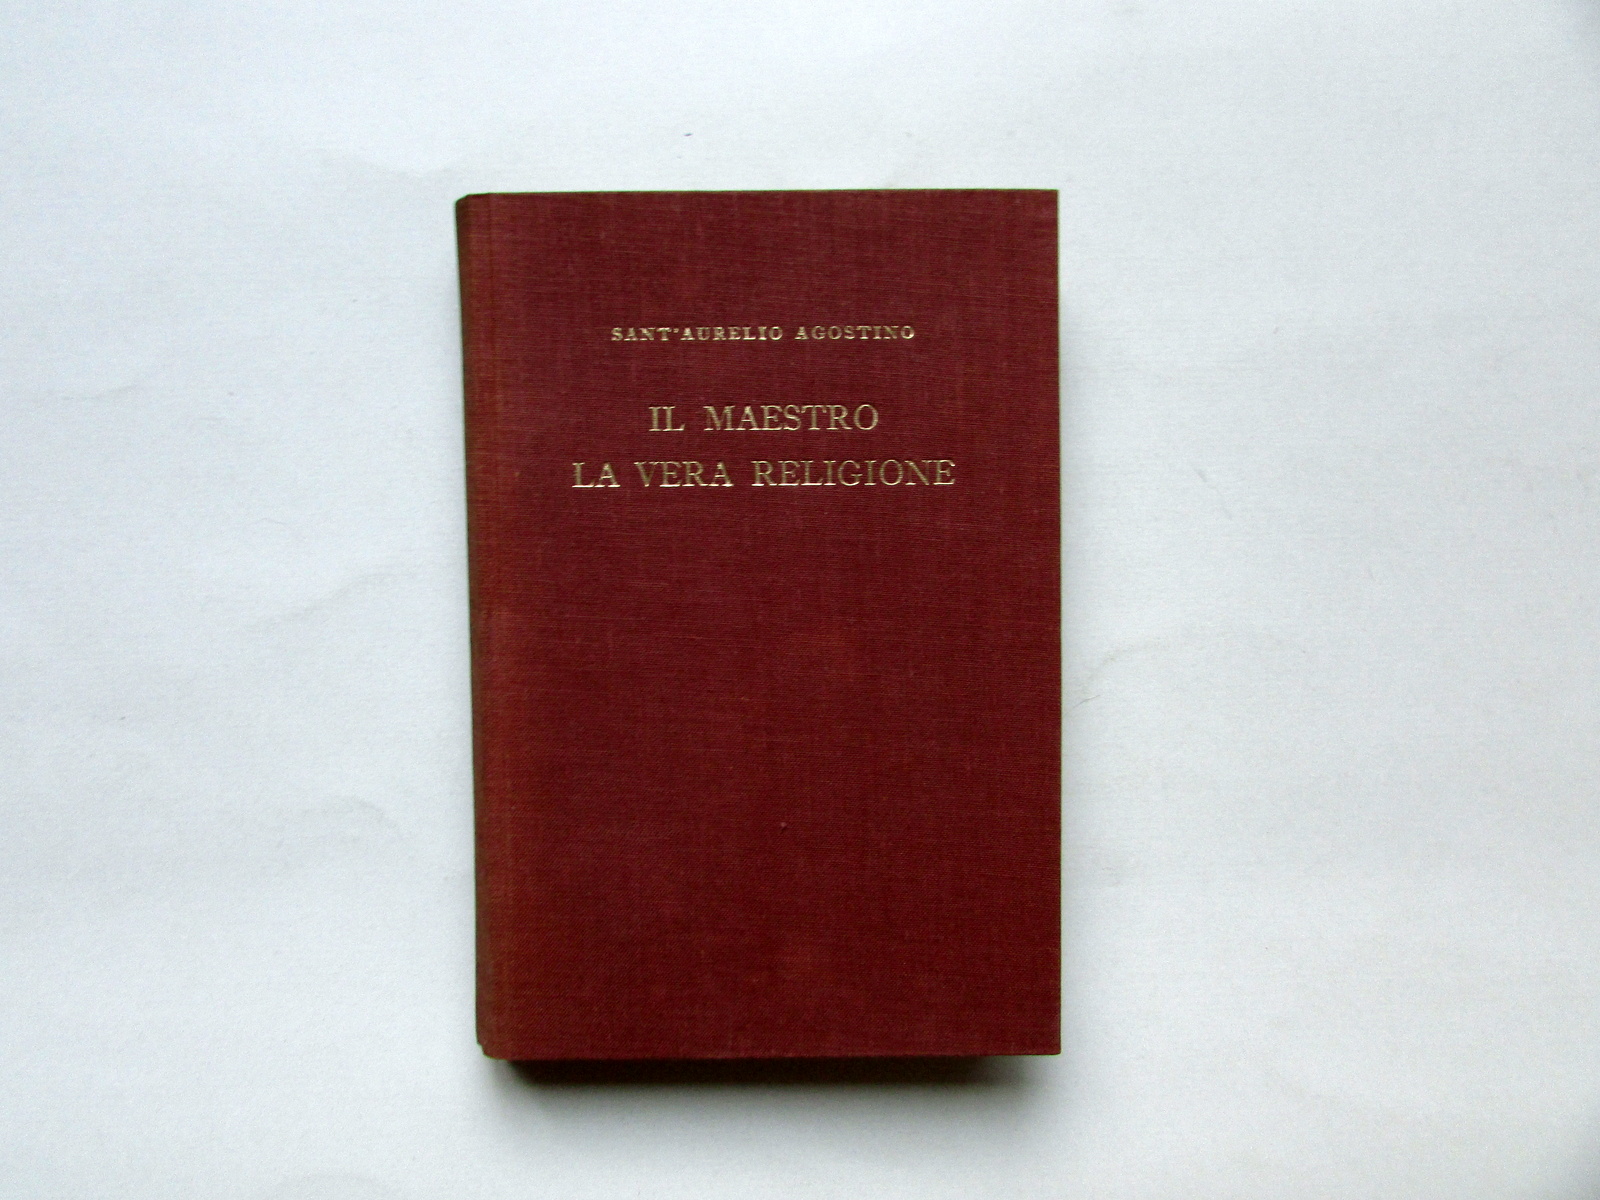 SANT'AURELIO AGOSTINO
IL MAESTRO
LA VERA RELIGIONE